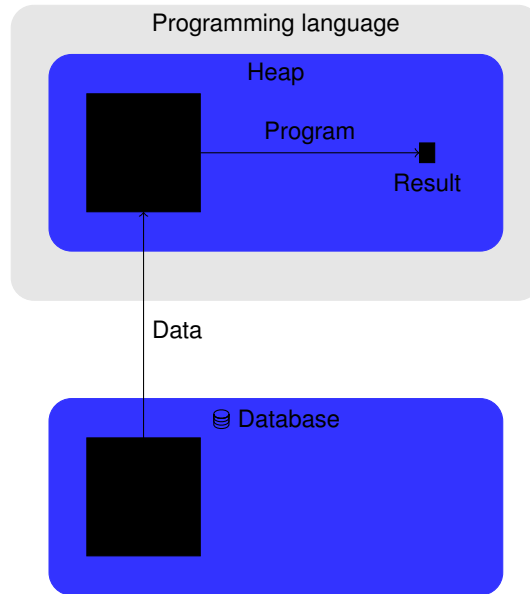 Programming language
Heap
Program
Result
Data
Database